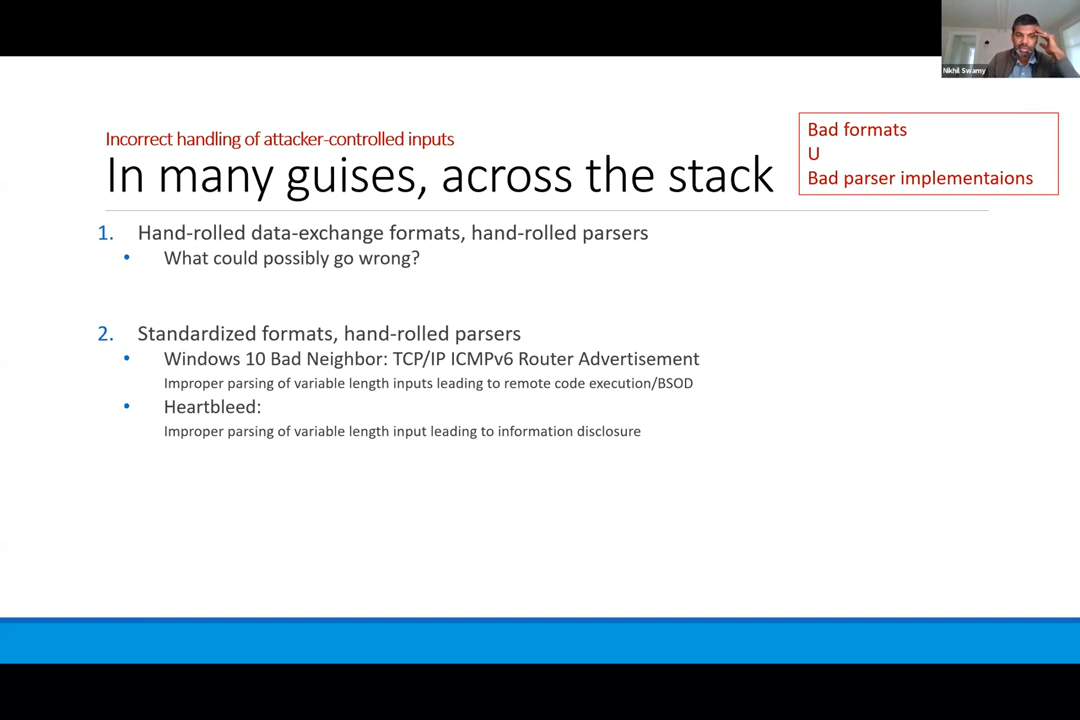 Nikhil Swamy
Incorrect handling of attacker-controlled inputs
In many guises, across the stack
Bad formats
U
Bad parser implementaions
1. Hand-rolled data-exchange formats, hand-rolled parsers
• What could possibly go wrong?
2. Standardized formats, hand-rolled parsers
• Windows 10 Bad Neighbor: TCP/IP ICMPv6 Router Advertisement
Improper parsing of variable length inputs leading to remote code execution/BSOD
• Heartbleed:
Improper parsing of variable length input leading to information disclosure